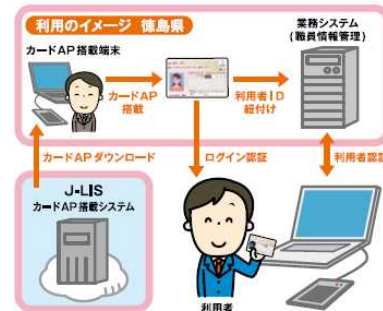 利用のイメージ 徳島県
業務システム
(職員情報管理)
カードAP搭載端末
カードAP
搭載
利用者ID
紐付け
カードAPダウンロード
ログイン認証
利用者認証
J-LIS
カードAP搭載システム
利用者